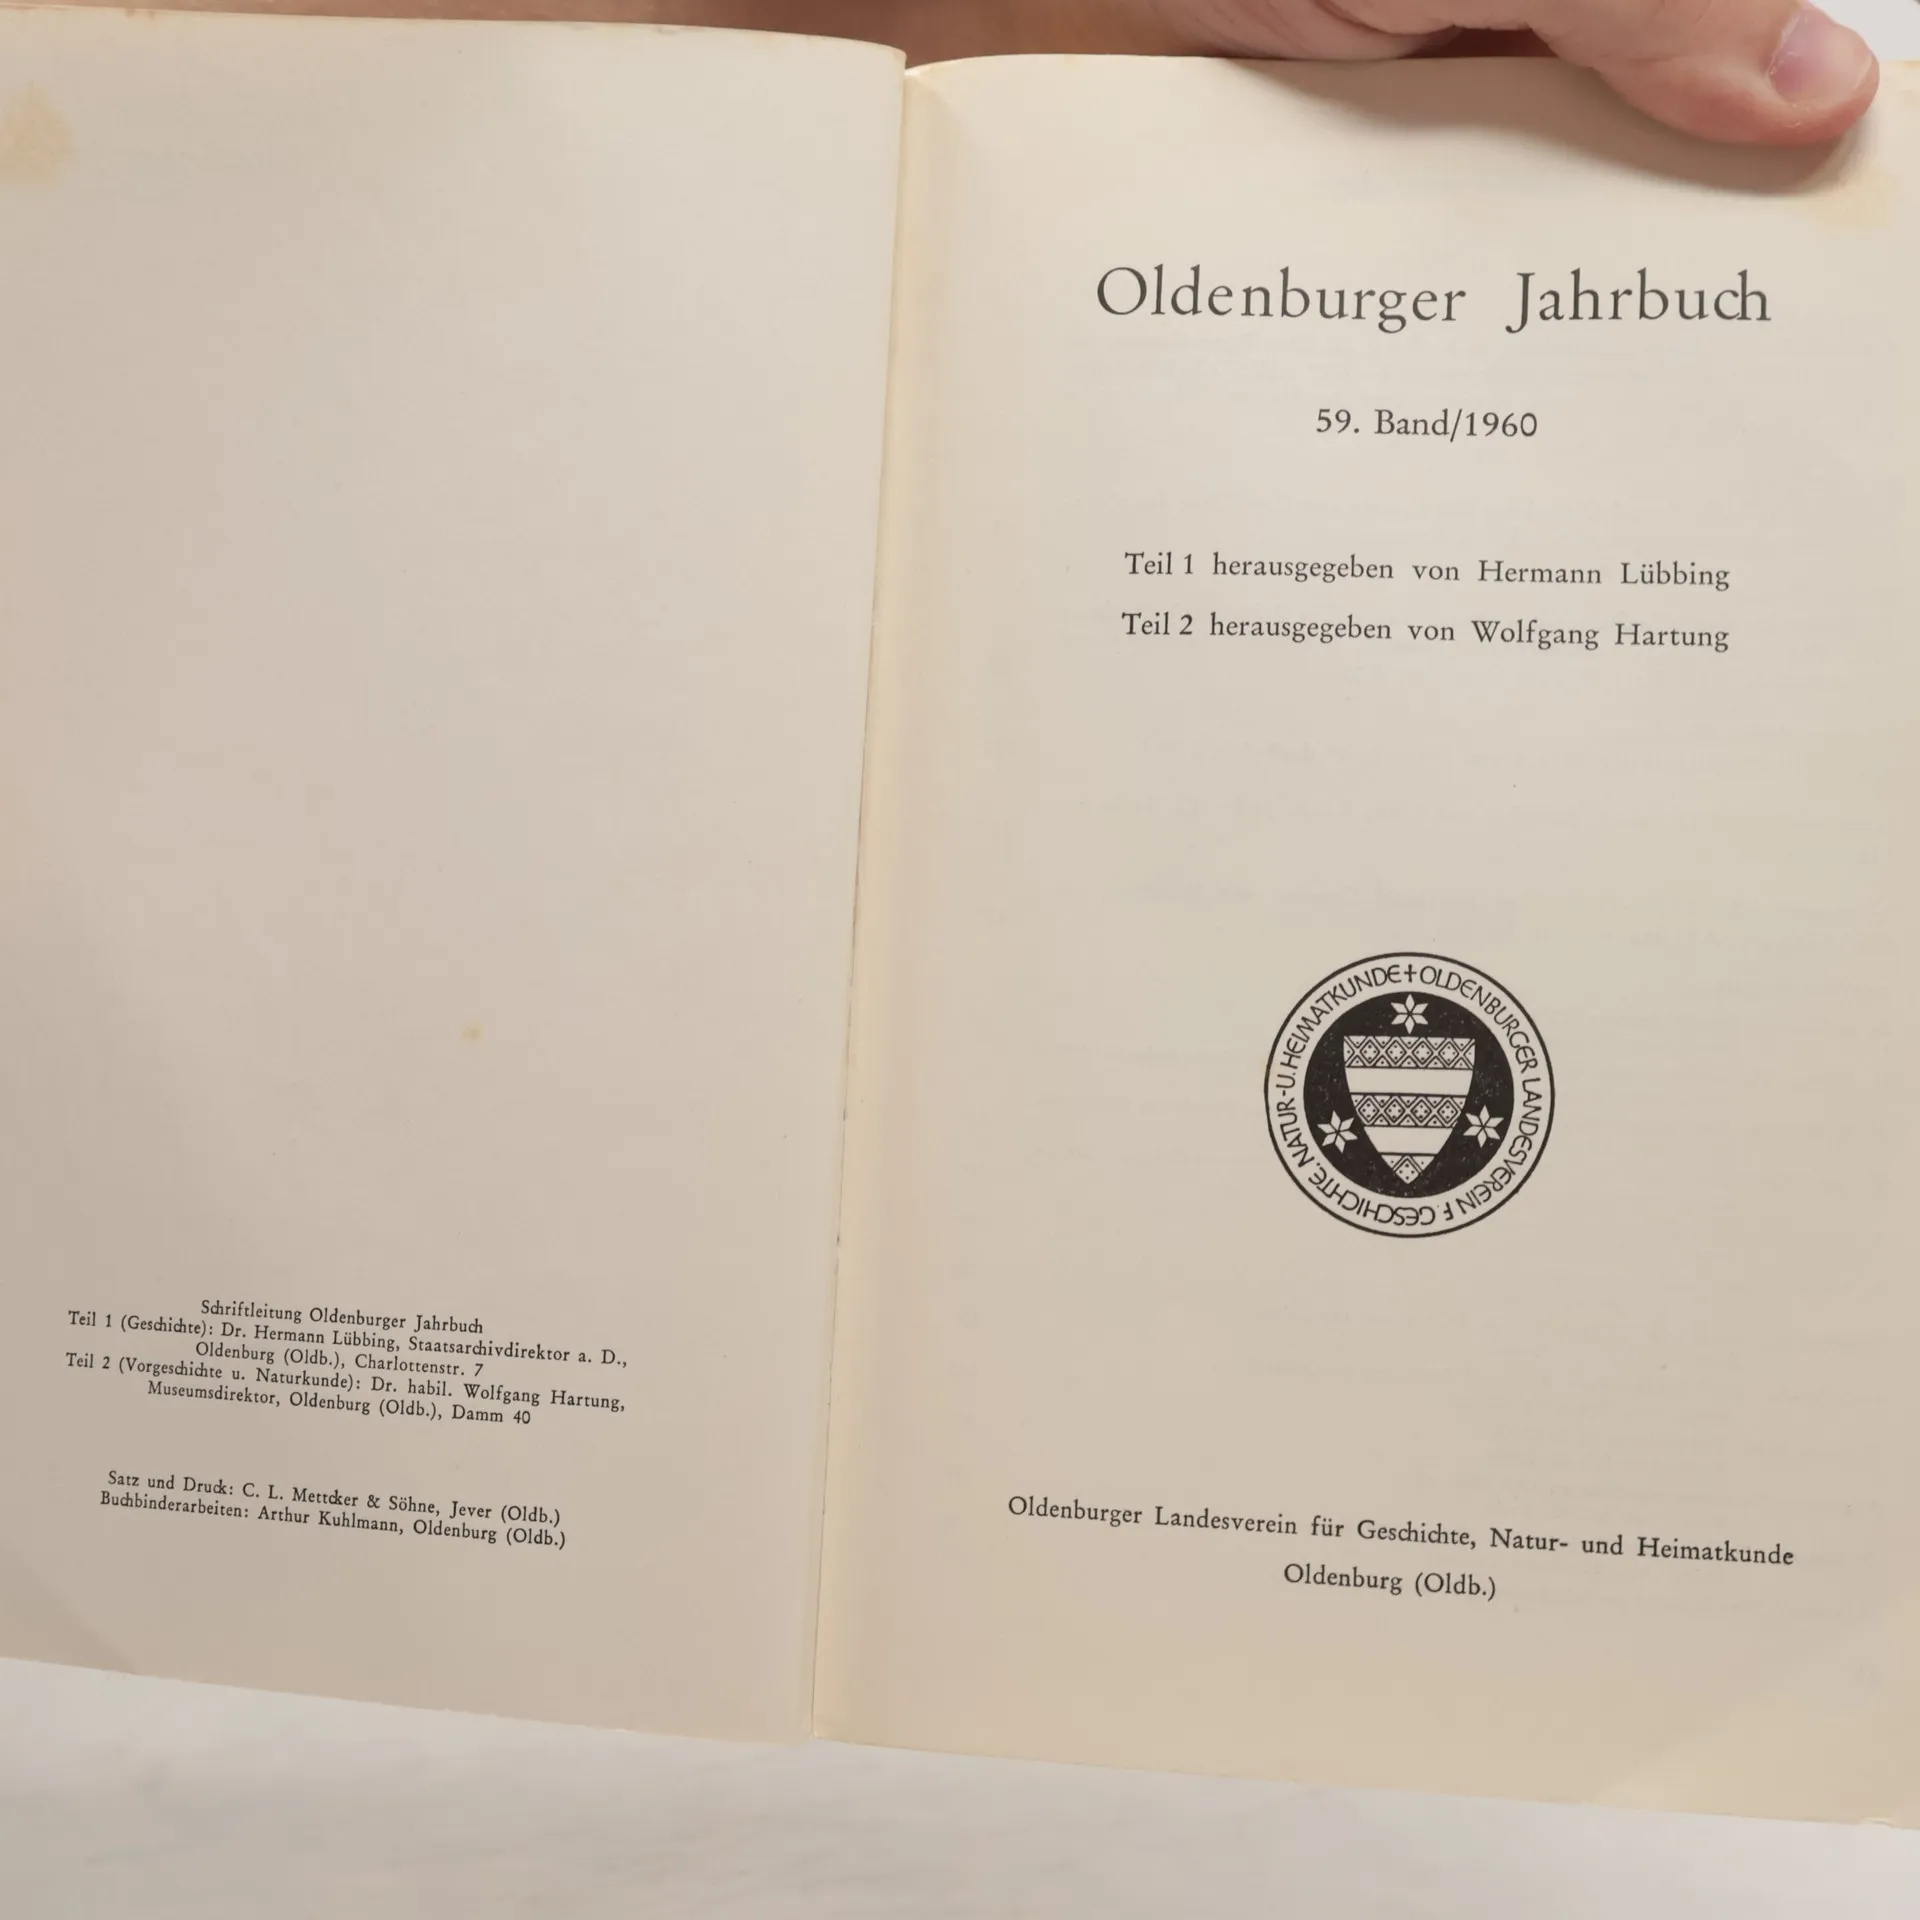 Schriftleitung Oldenburger Jahrbuch
Teil 1 (Geschichte): Dr. Hermann Lübbing, Staatsarchivdirektor a. D.,
Oldenburg (Oldb.), Charlottenstr. 7
Teil 2 (Vorgeschichte u. Naturkunde): Dr. habil. Wolfgang Hartung,
Museumsdirektor, Oldenburg (Oldb.), Damm 40
Satz und Druck: C. L. Mettcker & Söhne, Jever (Oldb.)
Buchbinderarbeiten: Arthur Kuhlmann, Oldenburg (Oldb.)
Oldenburger Jahrbuch
59. Band/1960
Teil 1 herausgegeben von Hermann Lübbing
Teil 2 herausgegeben von Wolfgang Hartung
OLDENBURGER LANDESVEREIN F. GESCHICHTE, NATUR-U. HEIMATKUNDE
Oldenburger Landesverein für Geschichte, Natur- und Heimatkunde
Oldenburg (Oldb.)